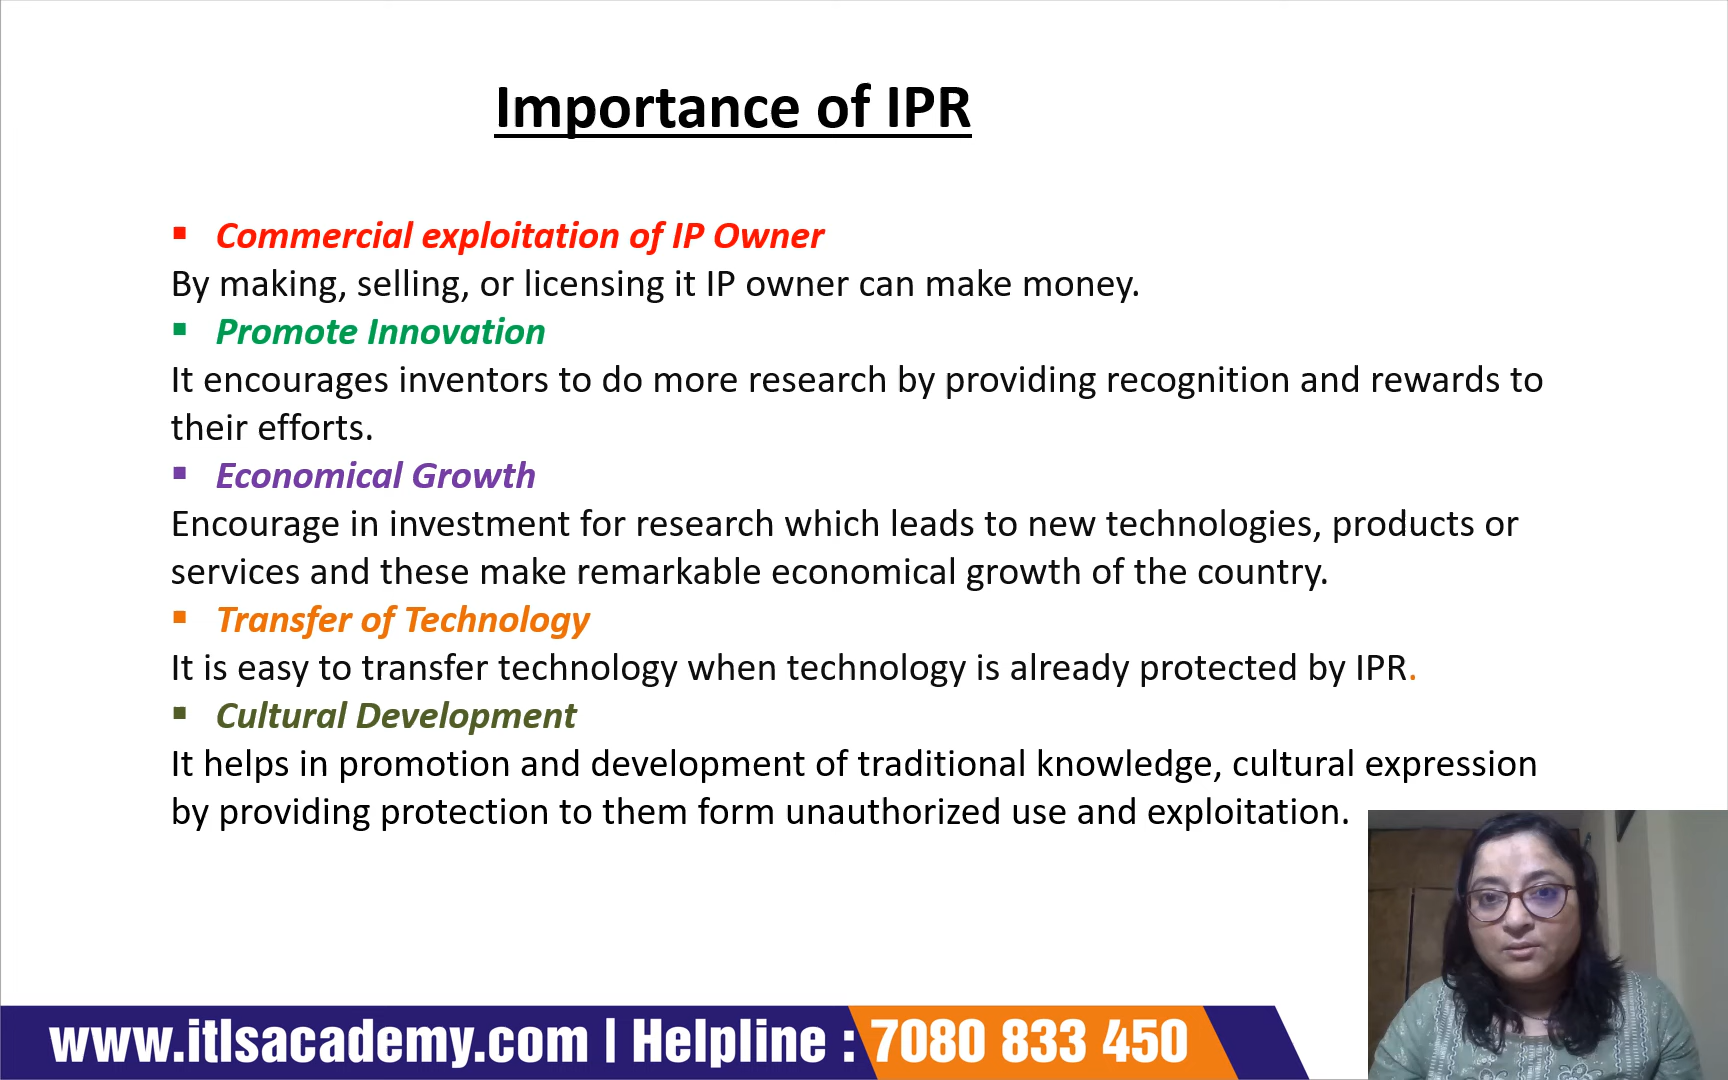 Importance of IPR
▪ Commercial exploitation of IP Owner
By making, selling, or licensing it IP owner can make money.
▪ Promote Innovation
It encourages inventors to do more research by providing recognition and rewards to
their efforts.
▪ Economical Growth
Encourage in investment for research which leads to new technologies, products or
services and these make remarkable economical growth of the country.
▪ Transfer of Technology
It is easy to transfer technology when technology is already protected by IPR.
▪ Cultural Development
It helps in promotion and development of traditional knowledge, cultural expression
by providing protection to them form unauthorized use and exploitation.
www.itlsacademy.com | Helpline : 7080 833 450